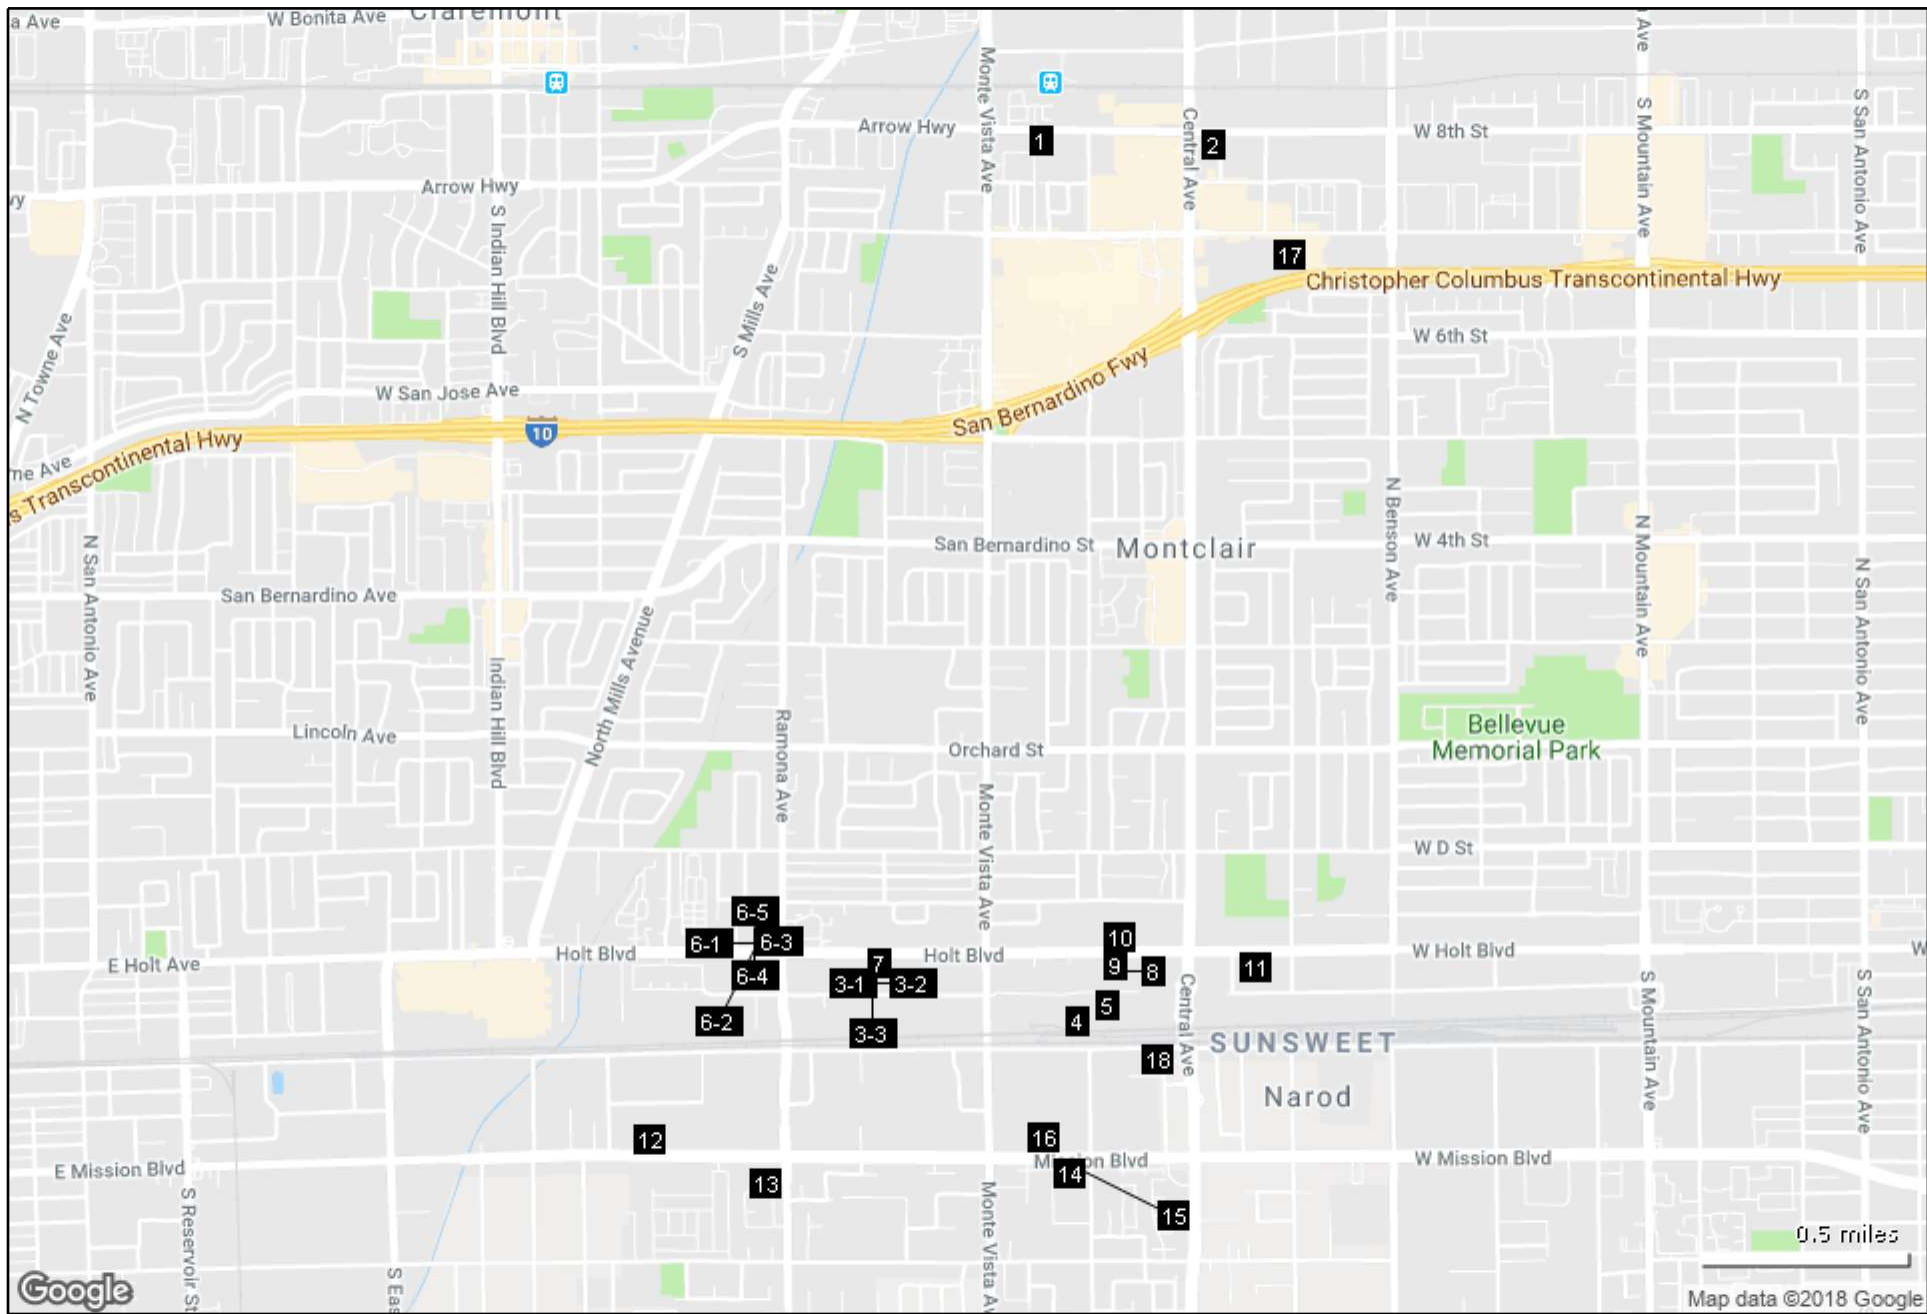 a Ave
W Bonita Ave
Claremont
Ave
Monte Vista Ave
Arrow Hwy
1
Central Ave
2
W 8th St
S Mountain Ave
S San Antonio Ave
Arrow Hwy
S Indian Hill Blvd
S Mills Ave
17
Christopher Columbus Transcontinental Hwy
N Towne Ave
W 6th St
W San Jose Ave
San Bernardino Fwy
10
ne Ave
s Transcontinental Hwy
N San Antonio Ave
N Benson Ave
N Mountain Ave
N San Antonio Ave
San Bernardino St
Montclair
W 4th St
San Bernardino Ave
North Mills Avenue
Indian Hill Blvd
Ramona Ave
Lincoln Ave
Orchard St
Bellevue
Memorial Park
Monte Vista Ave
W D St
6-5
6-1
6-3
6-4
6-2
E Holt Ave
Holt Blvd
7
3-1
3-2
3-3
Holt Blvd
10
9
8
11
W Holt Blvd
W
5
4
Central Ave
SUNSWEET
18
Narod
S Mountain Ave
S San Antonio Ave
12
16
E Mission Blvd
Mission Blvd
W Mission Blvd
14
13
15
S Reservoir St
S Eas
Monte Vista Av
0.5 miles
Google
Map data ©2018 Google